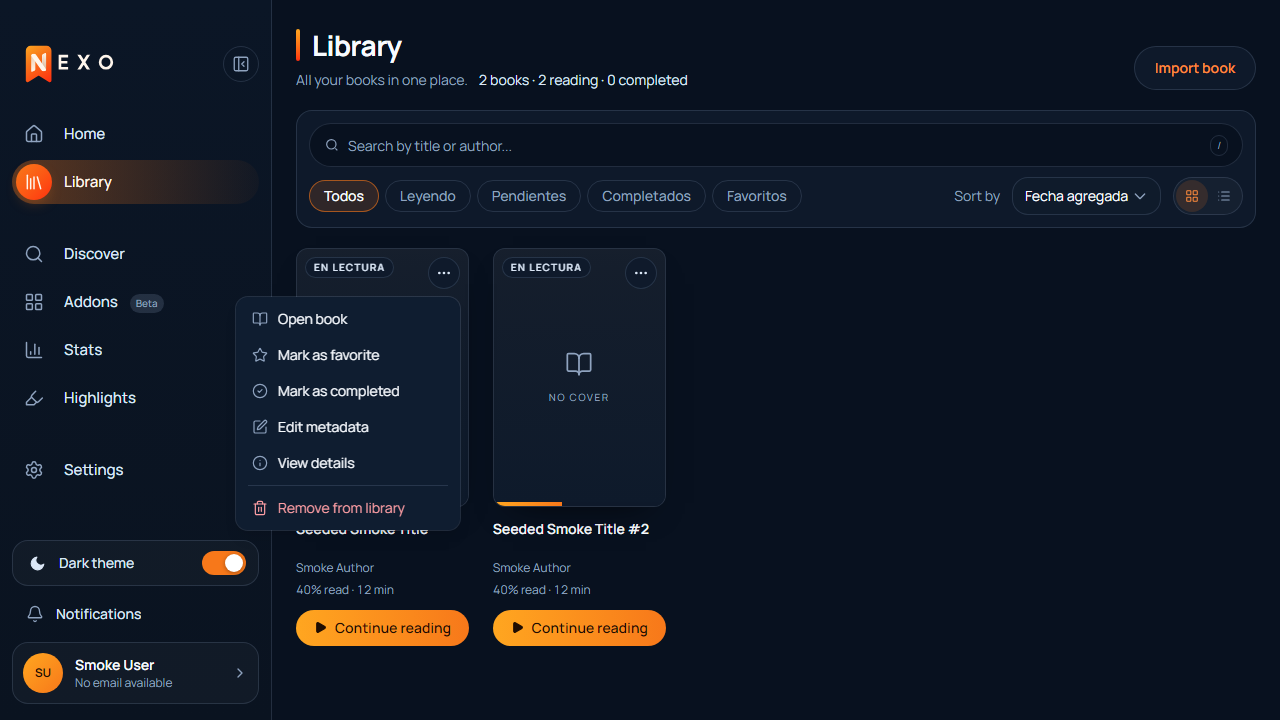 NEXO
Home
Library
Discover
Addons Beta
Stats
Highlights
Settings
Dark theme
Notifications
SU
Smoke User
No email available
Library
All your books in one place. 2 books · 2 reading · 0 completed
Import book
Search by title or author... /
Todos Leyendo Pendientes Completados Favoritos Sort by Fecha agregada
EN LECTURA
Open book
Mark as favorite
Mark as completed
Edit metadata
View details
Remove from library
Seeded Smoke Title
Smoke Author
40% read · 12 min
Continue reading
EN LECTURA
NO COVER
Seeded Smoke Title #2
Smoke Author
40% read · 12 min
Continue reading